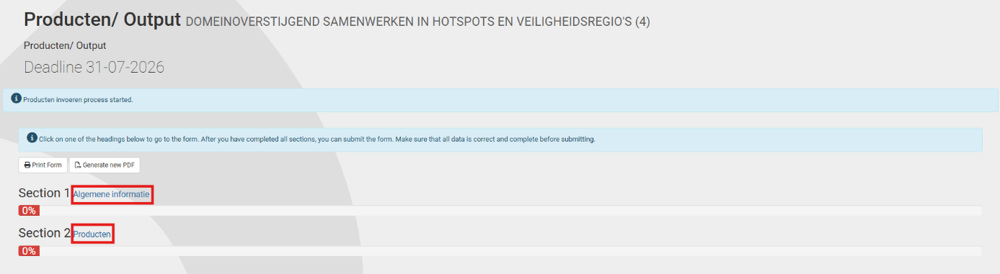 Producten/ Output DOMEINOVERSTIJGEND SAMENWERKEN IN HOTSPOTS EN VEILIGHEIDSREGIO'S (4)
Producten/ Output
Deadline 31-07-2026
Producten invoeren process started.
Click on one of the headings below to go to the form. After you have completed all sections, you can submit the form. Make sure that all data is correct and complete before submitting.
Print Form Generate new PDF
Section 1 Algemene informatie
0%
Section 2 Producten
0%